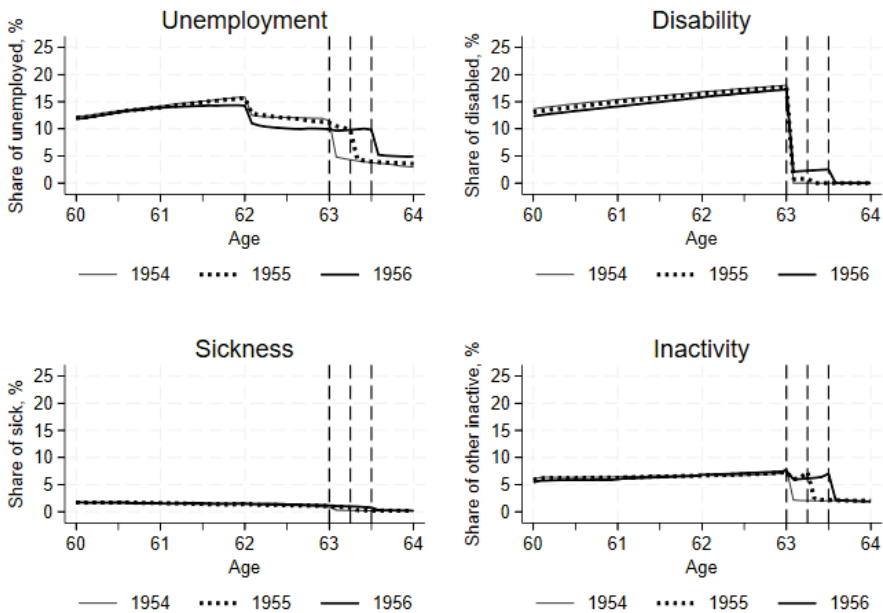 Unemployment
Share of unemployed, %
25
20
15
10
5
0
60 61 62 63 64
Age
1954 1955 1956
Disability
Share of disabled, %
25
20
15
10
5
0
60 61 62 63 64
Age
1954 1955 1956
Sickness
Share of sick, %
25
20
15
10
5
0
60 61 62 63 64
Age
1954 1955 1956
Inactivity
Share of other inactive, %
25
20
15
10
5
0
60 61 62 63 64
Age
1954 1955 1956